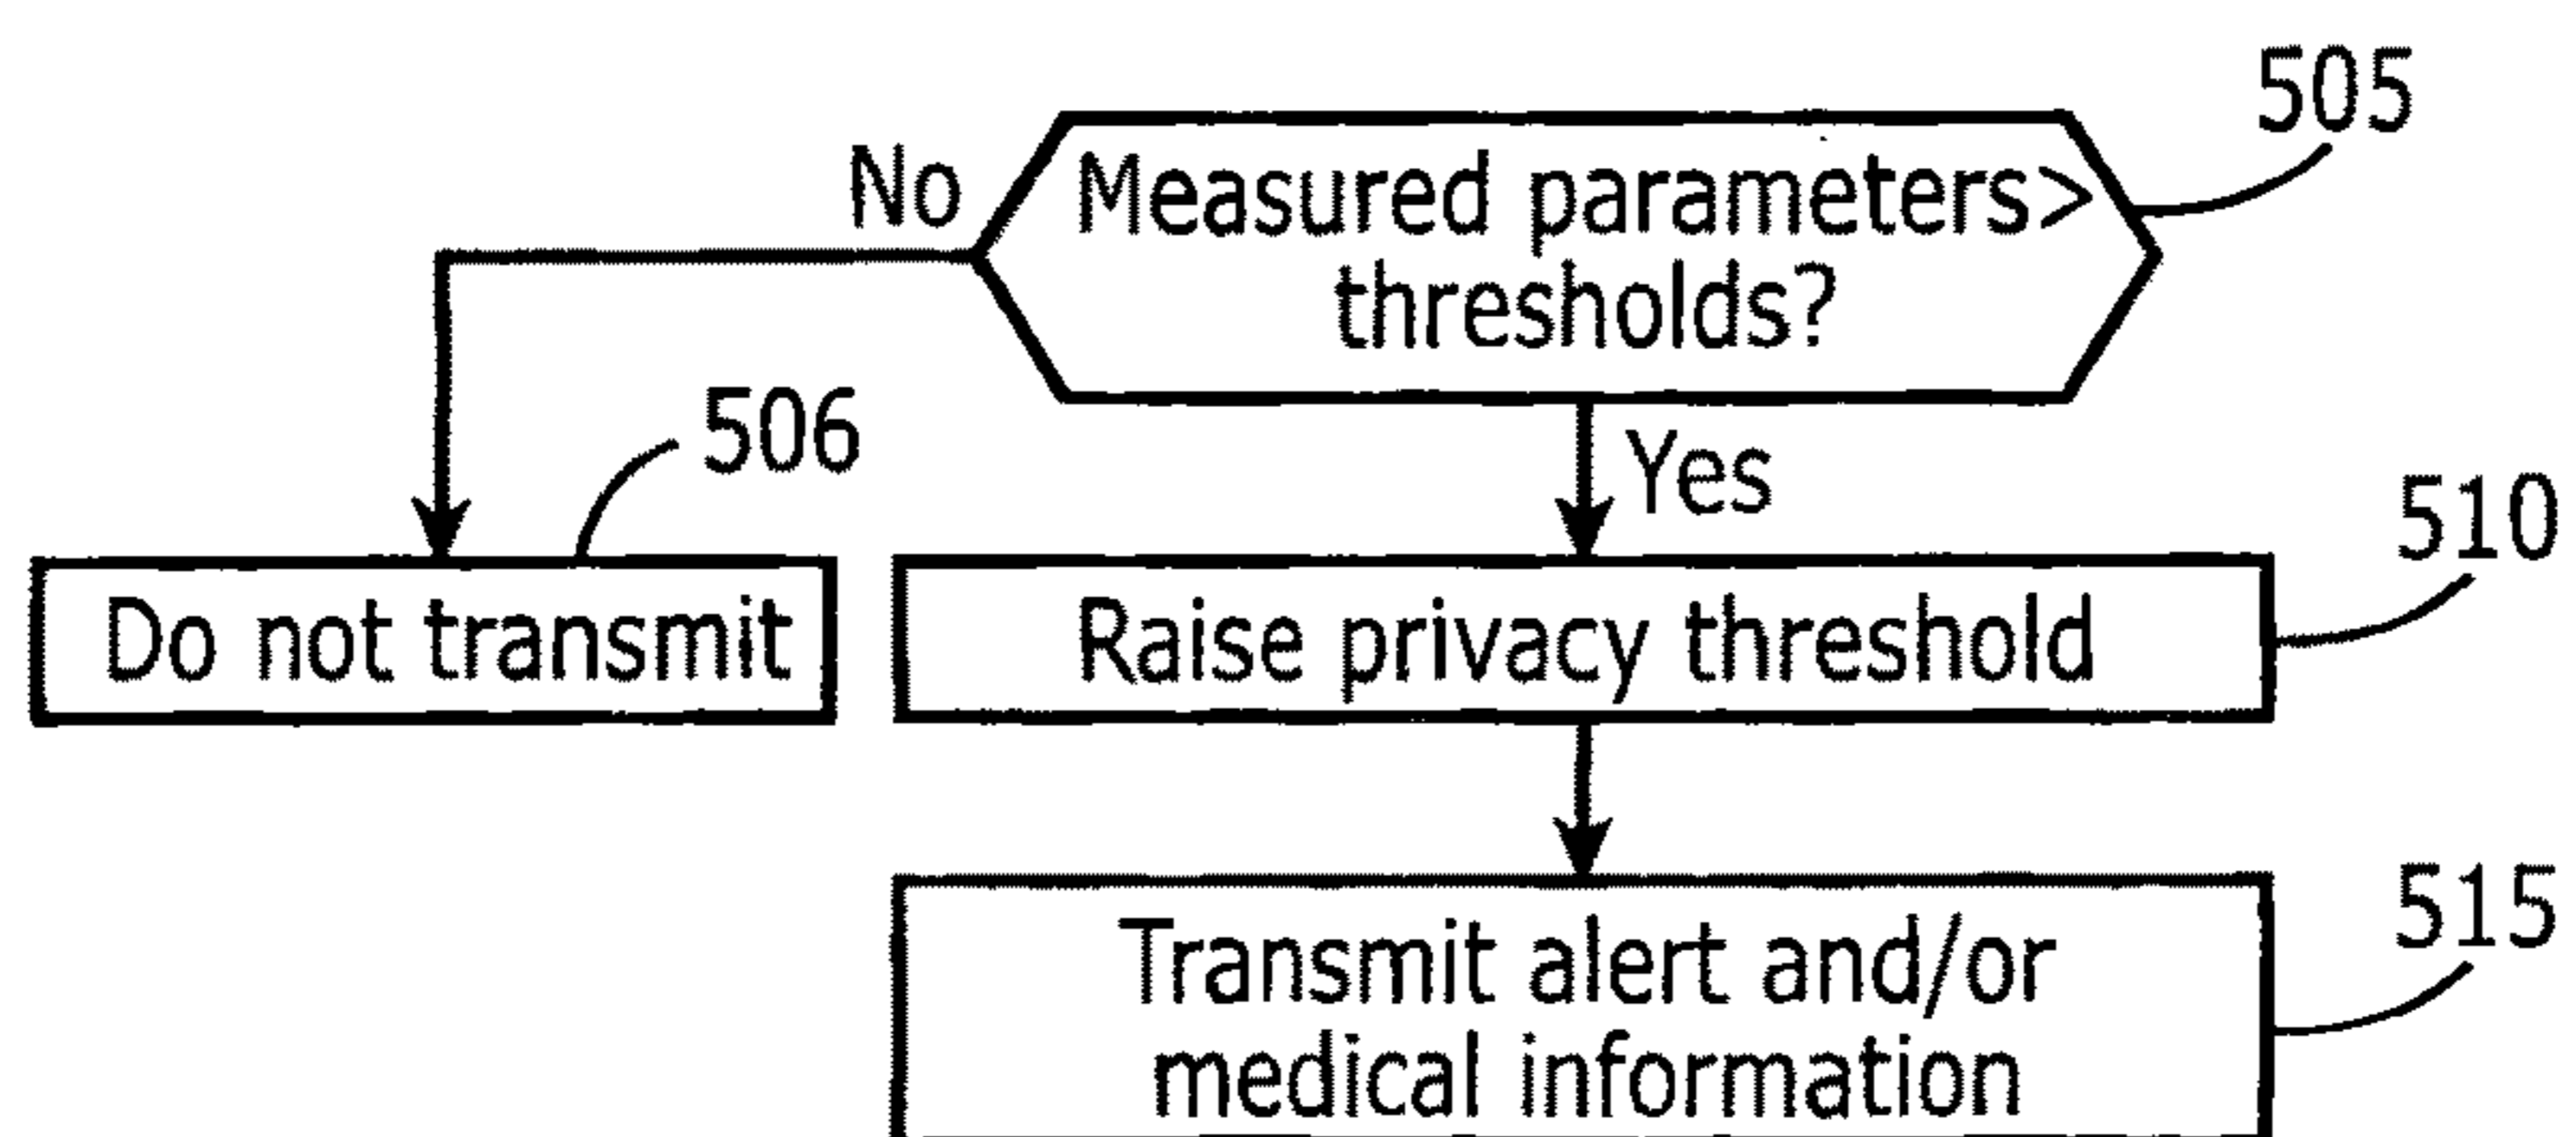 505
No
Measured parameters>
thresholds?
506
Yes
510
Do not transmit
Raise privacy threshold
515
Transmit alert and/or
medical information